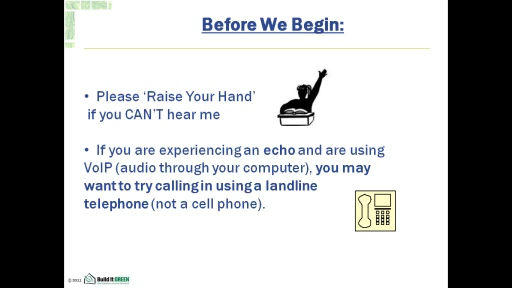 Before We Begin:
• Please ‘Raise Your Hand’
if you CAN’T hear me
• If you are experiencing an echo and are using
VoIP (audio through your computer), you may
want to try calling in using a landline
telephone (not a cell phone).
© 2011 Build It GREEN